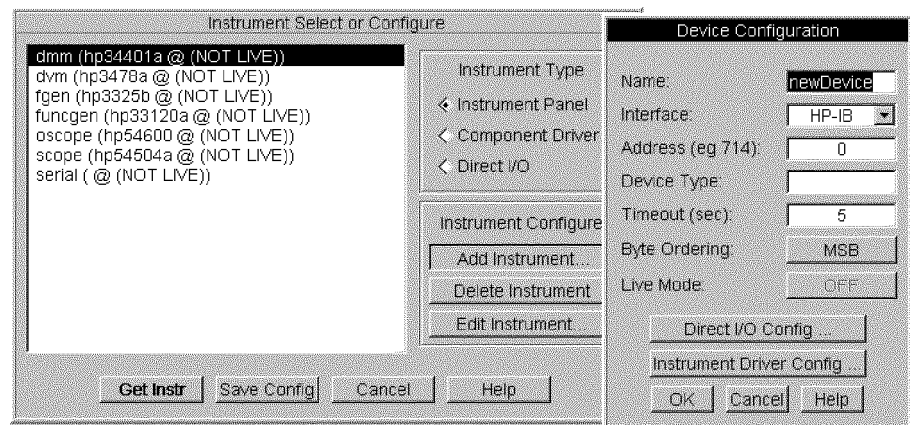 Instrument Select or Configure
dmm (hp34401a @ (NOT LIVE))
dvm (hp3478a @ (NOT LIVE))
fgen (hp3325b @ (NOT LIVE))
funcgen (hp33120a @ (NOT LIVE))
oscope (hp54600 @ (NOT LIVE))
scope (hp54504a @ (NOT LIVE))
serial ( @ (NOT LIVE))
Instrument Type
Instrument Panel
Component Driver
Direct I/O
Instrument Configure
Add Instrument...
Delete Instrument
Edit Instrument
Get Instr
Save Config
Cancel
Help
Device Configuration
Name: newDevice
Interface: HP-IB
Address (eg 714): 0
Device Type:
Timeout (sec): 5
Byte Ordering: MSB
Live Mode: OFF
Direct I/O Config ...
Instrument Driver Config ...
OK
Cancel
Help